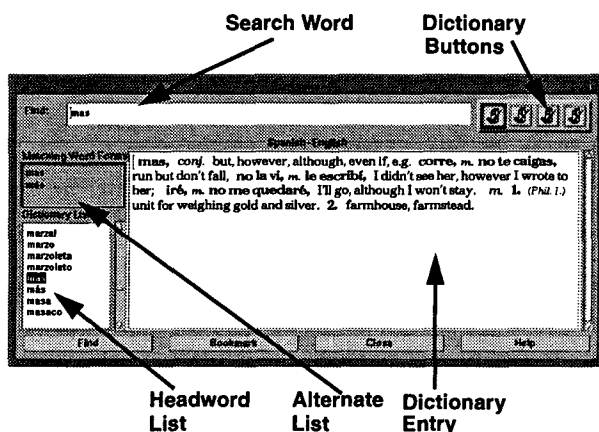 Search Word
Dictionary
Buttons
Find:
mas
Spanish-English
Matching Word Forms
mas
más
mas, conj. but, however, although, even if, e.g. corre, m. no te caigas,
run but don't fall, no la vi, m. le escribí, I didn't see her, however I wrote to
her; iré, m. no me quedaré, I'll go, although I won't stay. m. 1. (Phil. I.)
unit for weighing gold and silver. 2. farmhouse, farmstead.
Dictionary List
marzal
marzo
marzoleta
marzoleto
mas
más
masa
masaco
Find
Bookmark
Close
Help
Headword
List
Alternate
List
Dictionary
Entry